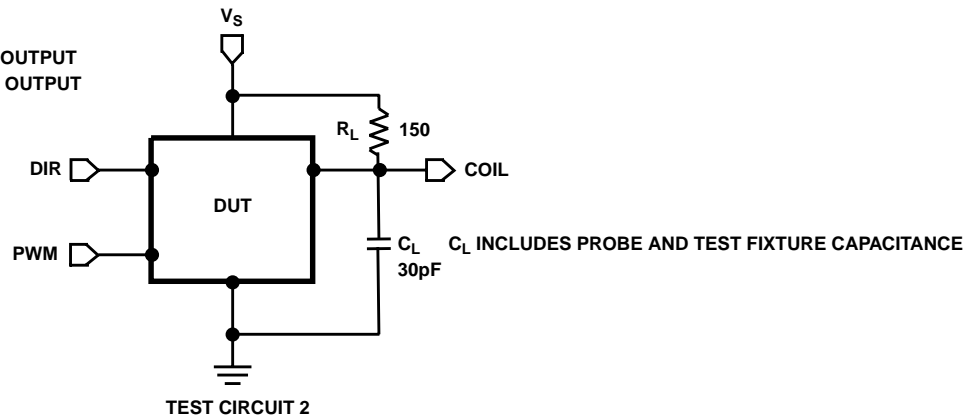 VS
OUTPUT
OUTPUT
RL 150
DIR
COIL
DUT
PWM
CL CL INCLUDES PROBE AND TEST FIXTURE CAPACITANCE
30pF
TEST CIRCUIT 2